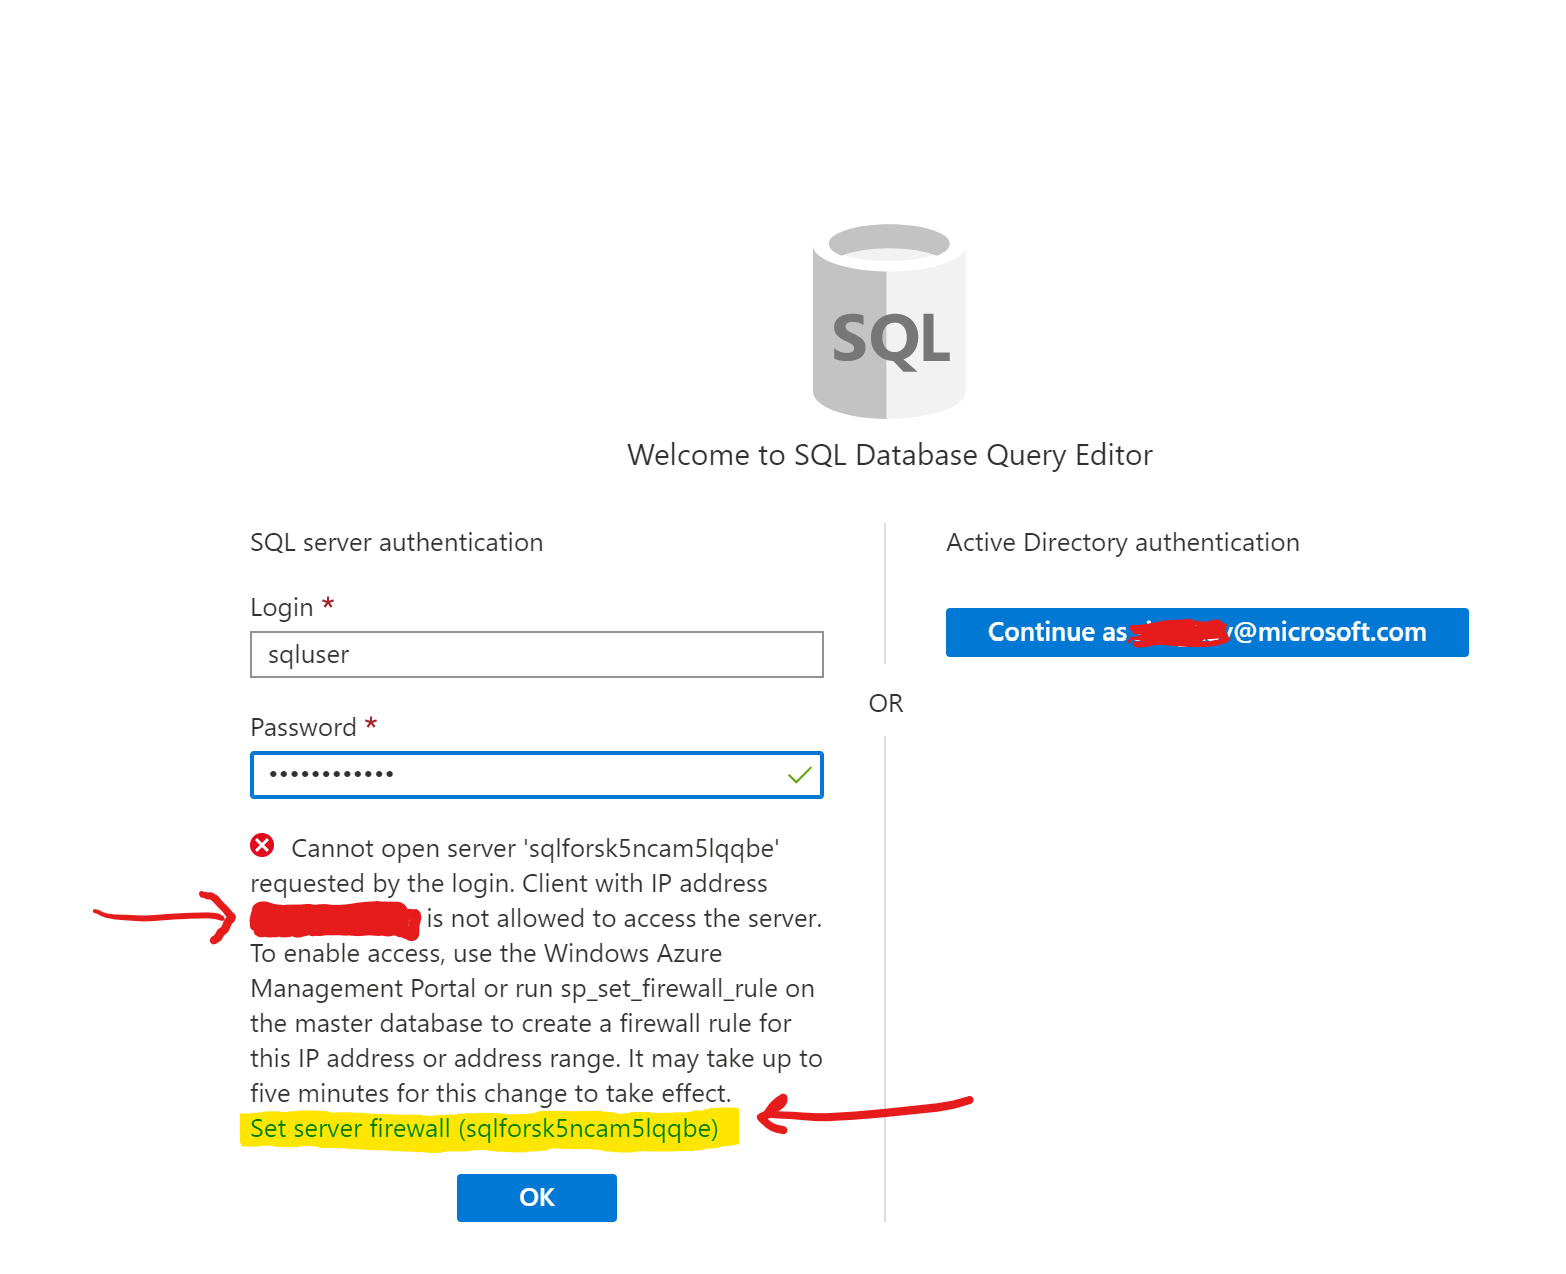 SQL
Welcome to SQL Database Query Editor
SQL server authentication
Login *
sqluser
Password *
••••••••••••
Cannot open server 'sqlforsk5ncam5lqqbe'
requested by the login. Client with IP address
is not allowed to access the server.
To enable access, use the Windows Azure
Management Portal or run sp_set_firewall_rule on
the master database to create a firewall rule for
this IP address or address range. It may take up to
five minutes for this change to take effect.
Set server firewall (sqlforsk5ncam5lqqbe)
OK
OR
Active Directory authentication
Continue as @microsoft.com